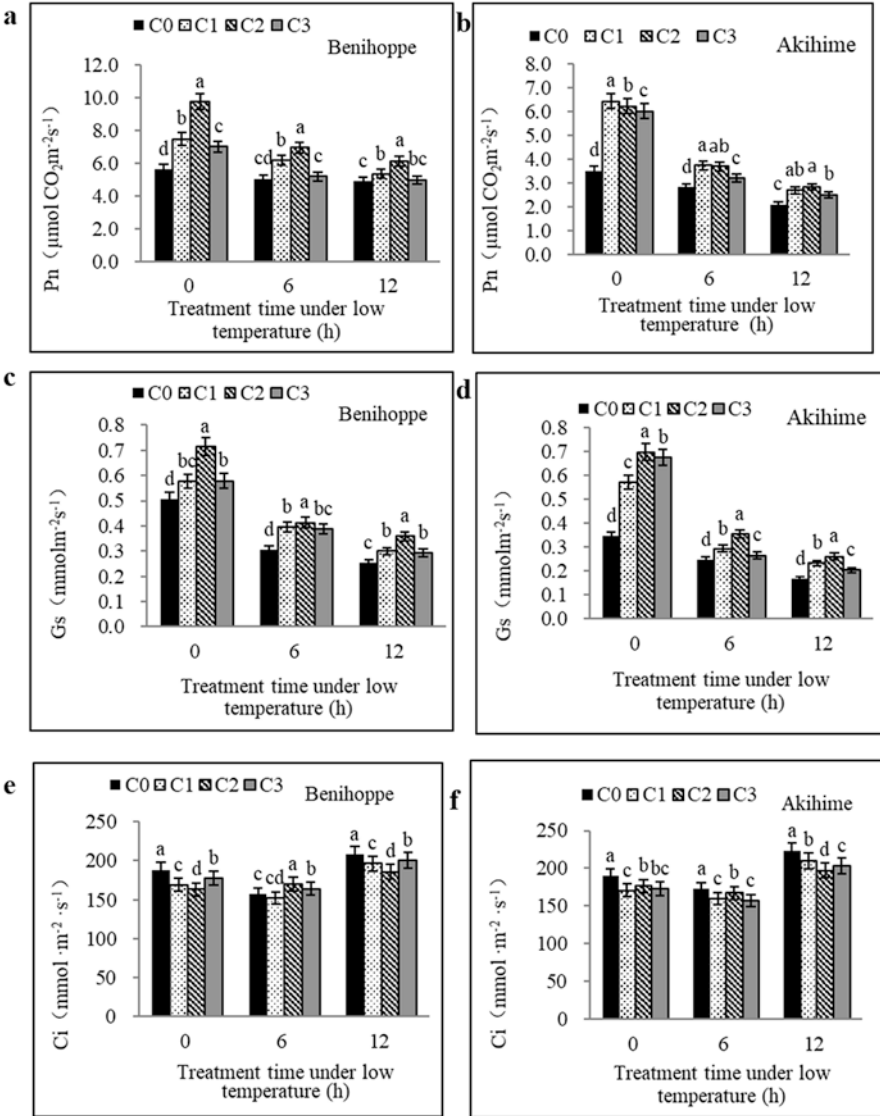 a
C0 C1 C2 C3
Benihoppe
Pn（μmol CO₂m⁻²s⁻¹）
12.0
10.0
8.0
6.0
4.0
2.0
0.0
d b a c
cd b a c
c b a bc
0 6 12
Treatment time under low
temperature (h)
b
C0 C1 C2 C3
Akihime
Pn（μmol CO₂m⁻²s⁻¹）
8.0
7.0
6.0
5.0
4.0
3.0
2.0
1.0
0.0
d a b c
d a ab c
c ab a b
0 6 12
Treatment time under low
temperature (h)
c
C0 C1 C2 C3
Benihoppe
Gs（mmolm⁻²s⁻¹）
0.8
0.7
0.6
0.5
0.4
0.3
0.2
0.1
0.0
d bc a b
d b a bc
c b a b
0 6 12
Treatment time under low
temperature (h)
d
C0 C1 C2 C3
Akihime
Gs（mmolm⁻²s⁻¹）
0.8
0.7
0.6
0.5
0.4
0.3
0.2
0.1
0.0
d c a b
d b a c
d b a c
0 6 12
Treatment time under low
temperature (h)
e
C0 C1 C2 C3
Benihoppe
Ci（mmol ·m⁻² ·s⁻¹）
250
200
150
100
50
0
a c d b
c cd a b
a c d b
0 6 12
Treatment time under low
temperature (h)
f
C0 C1 C2 C3
Akihime
Ci（mmol ·m⁻² ·s⁻¹）
250
200
150
100
50
0
a c b bc
a c b c
a b d c
0 6 12
Treatment time under low
temperature (h)